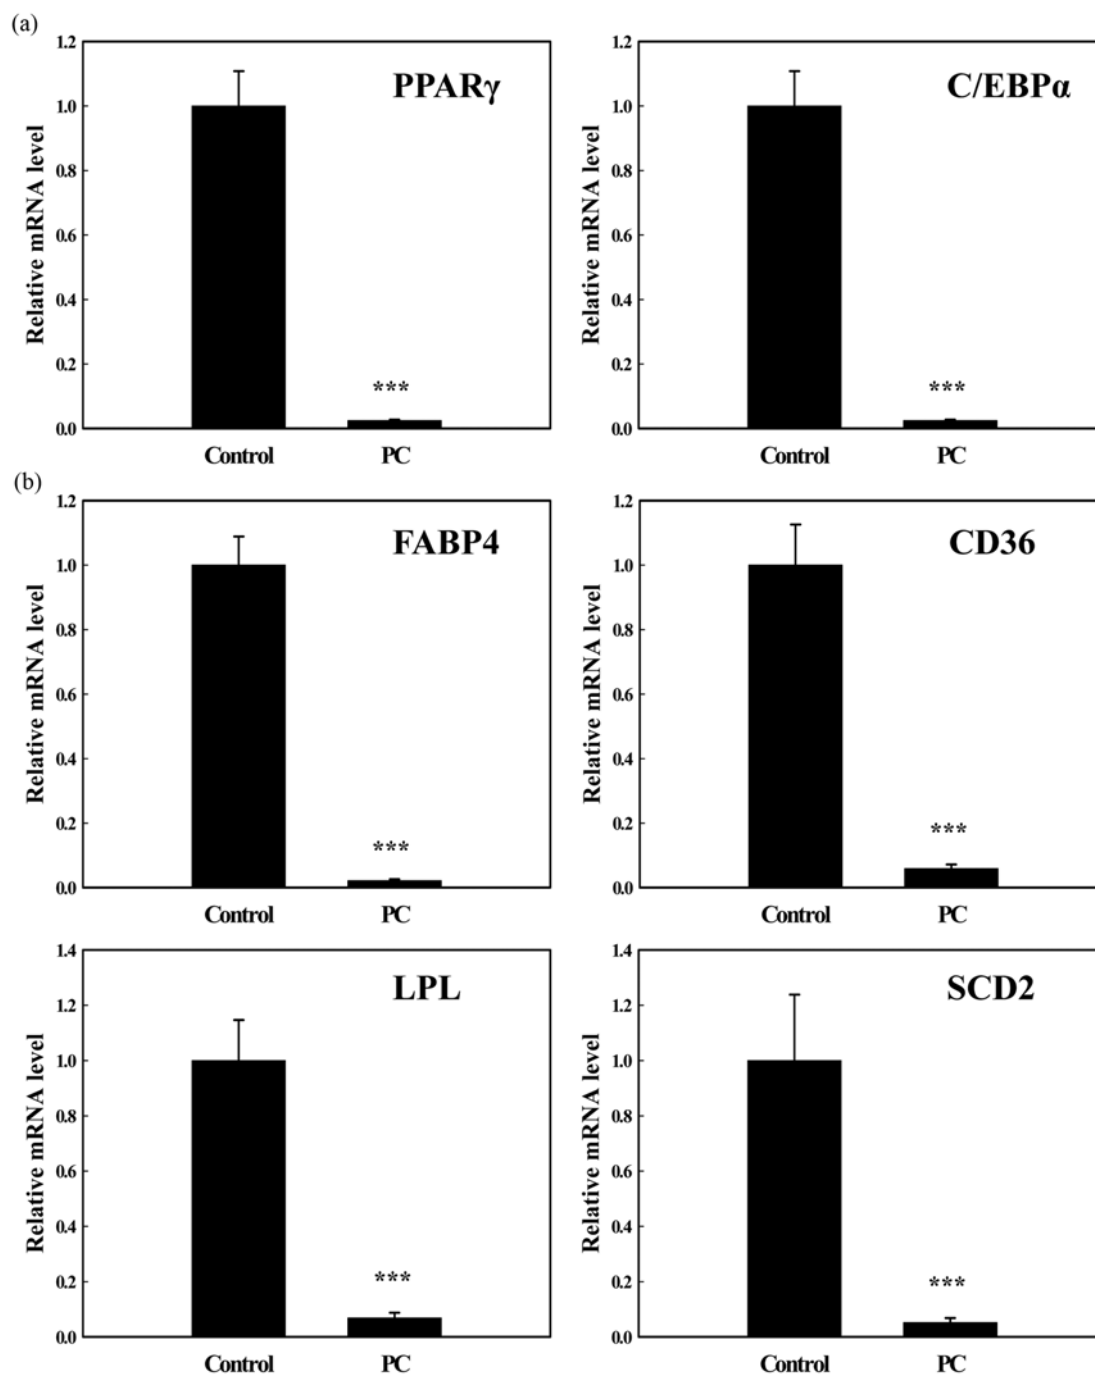 (a)
PPARγ
Relative mRNA level
1.2
1.0
0.8
0.6
0.4
0.2
0.0
***
Control PC
C/EBPα
Relative mRNA level
1.2
1.0
0.8
0.6
0.4
0.2
0.0
***
Control PC
(b)
FABP4
Relative mRNA level
1.2
1.0
0.8
0.6
0.4
0.2
0.0
***
Control PC
CD36
Relative mRNA level
1.2
1.0
0.8
0.6
0.4
0.2
0.0
***
Control PC
LPL
Relative mRNA level
1.4
1.2
1.0
0.8
0.6
0.4
0.2
0.0
***
Control PC
SCD2
Relative mRNA level
1.4
1.2
1.0
0.8
0.6
0.4
0.2
0.0
***
Control PC